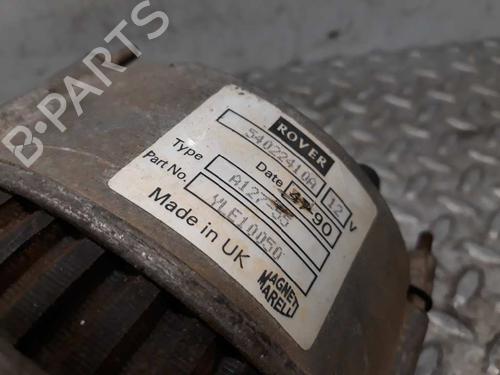 B-PARTS
ROVER
54022410A 12 V
Type Date 90
A127-55
Part No. YLE10050
Made in UK
MAGNETI
MARELLI